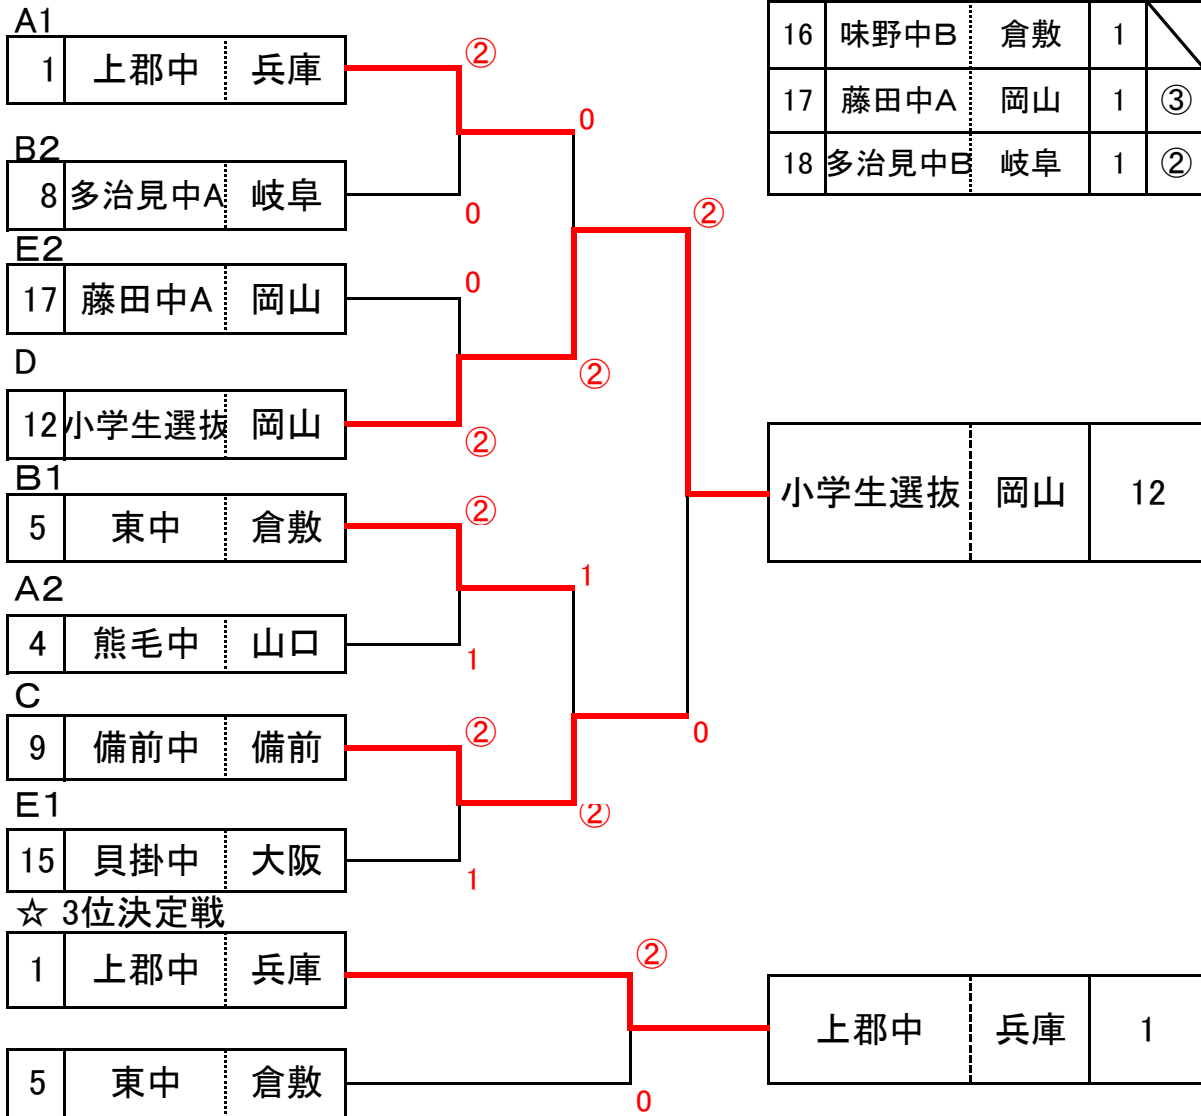 A1
1 上郡中 兵庫
②
0
B2
8 多治見中A 岐阜
0
②
E2
17 藤田中A 岡山
0
D
②
12 小学生選抜 岡山
②
B1
5 東中 倉敷
②
1
A2
4 熊毛中 山口
1
C
9 備前中 備前
②
0
E1
②
15 貝掛中 大阪
1
16 味野中B 倉敷 1
17 藤田中A 岡山 1 ③
18 多治見中B 岐阜 1 ②
小学生選抜 岡山 12
☆ 3位決定戦
1 上郡中 兵庫
②
5 東中 倉敷
0
上郡中 兵庫 1